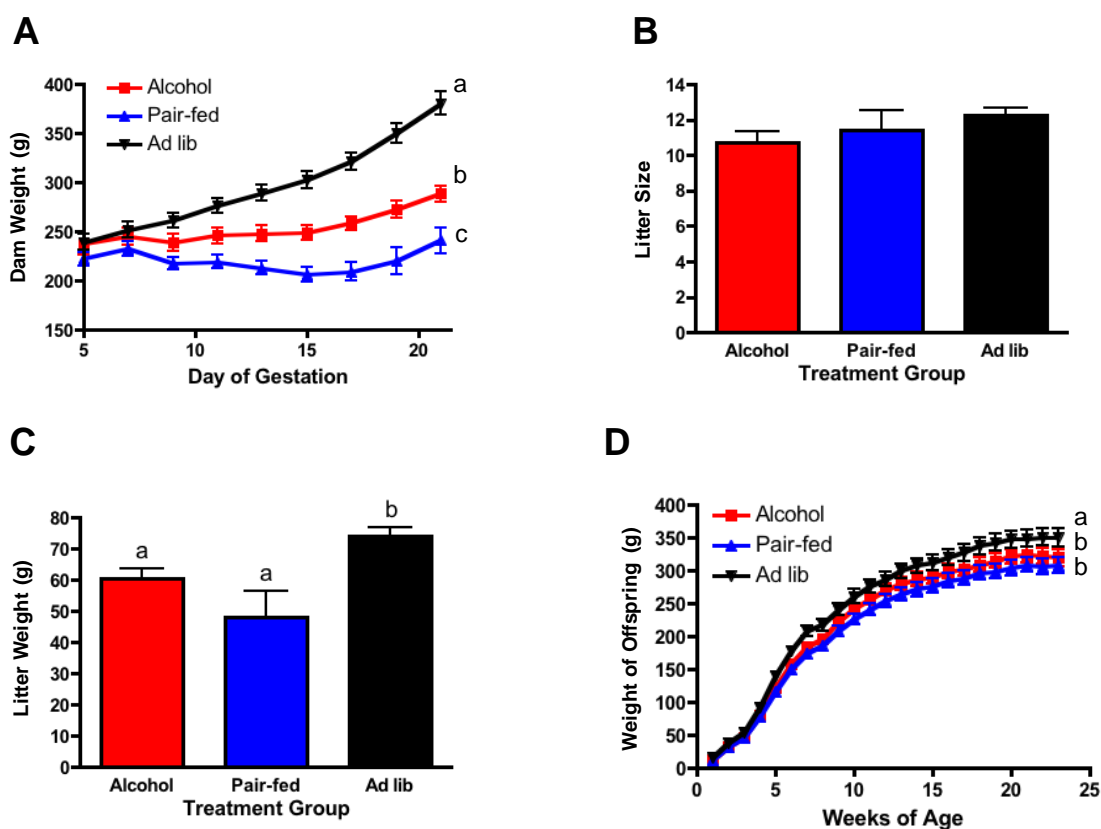 A
Alcohol
Pair-fed
Ad lib
a
b
c
400
350
300
250
200
150
5
10
15
20
Dam Weight (g)
Day of Gestation
B
14
12
10
8
6
4
2
0
Litter Size
Alcohol Pair-fed Ad lib
Treatment Group
C
80
70
60
50
40
30
20
10
0
a
a
b
Litter Weight (g)
Alcohol Pair-fed Ad lib
Treatment Group
D
Alcohol
Pair-fed
Ad lib
a
b
b
400
350
300
250
200
150
100
50
0
0
5
10
15
20
25
Weight of Offspring (g)
Weeks of Age